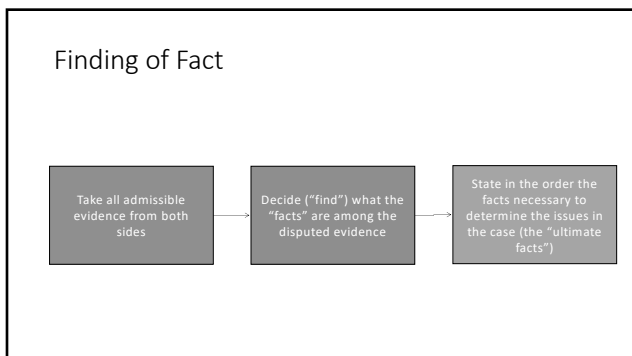 Finding of Fact
Take all admissible
evidence from both
sides
Decide (“find”) what the
“facts” are among the
disputed evidence
State in the order the
facts necessary to
determine the issues in
the case (the “ultimate
facts”)